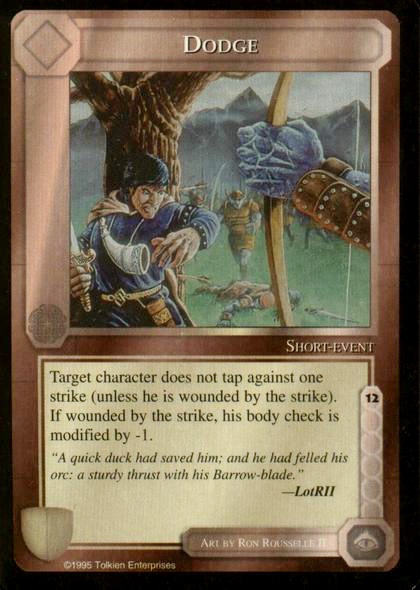 DODGE
SHORT-EVENT
Target character does not tap against one
strike (unless he is wounded by the strike).
If wounded by the strike, his body check is
modified by -1.
12
“A quick duck had saved him; and he had felled his
orc: a sturdy thrust with his Barrow-blade.”
—LotRII
ART BY RON ROUSSELLE II
©1995 Tolkien Enterprises